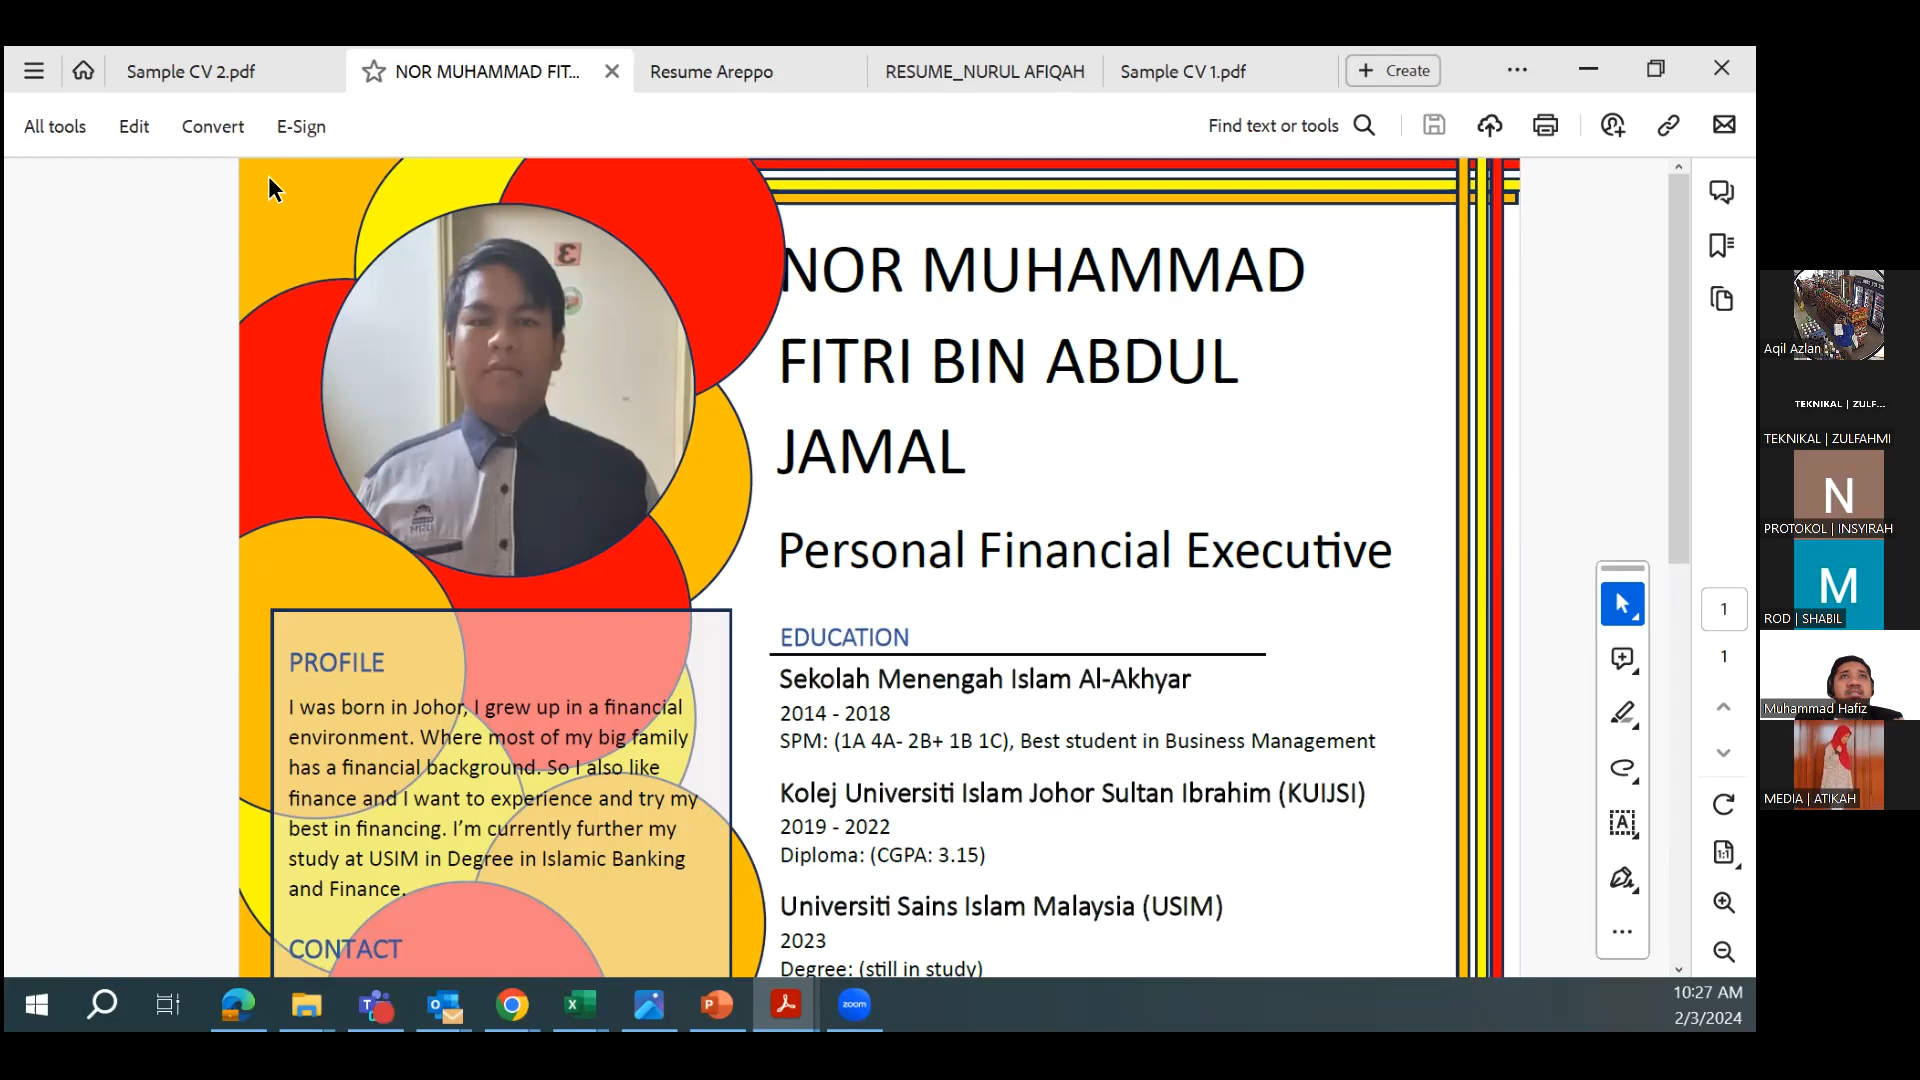 Sample CV 2.pdf
NOR MUHAMMAD FIT...
Resume Areppo
RESUME_NURUL AFIQAH
Sample CV 1.pdf
Create
All tools
Edit
Convert
E-Sign
Find text or tools
NOR MUHAMMAD
FITRI BIN ABDUL
JAMAL
Personal Financial Executive
PROFILE
I was born in Johor, I grew up in a financial
environment. Where most of my big family
has a financial background. So I also like
finance and I want to experience and try my
best in financing. I’m currently further my
study at USIM in Degree in Islamic Banking
and Finance.
CONTACT
EDUCATION
Sekolah Menengah Islam Al-Akhyar
2014 - 2018
SPM: (1A 4A- 2B+ 1B 1C), Best student in Business Management
Kolej Universiti Islam Johor Sultan Ibrahim (KUIJSI)
2019 - 2022
Diploma: (CGPA: 3.15)
Universiti Sains Islam Malaysia (USIM)
2023
Degree: (still in study)
1
1
1:1
Aqil Azlan
TEKNIKAL | ZULF...
TEKNIKAL | ZULFAHMI
N
PROTOKOL | INSYIRAH
M
ROD | SHABIL
Muhammad Hafiz
MEDIA | ATIKAH
zoom
10:27 AM
2/3/2024